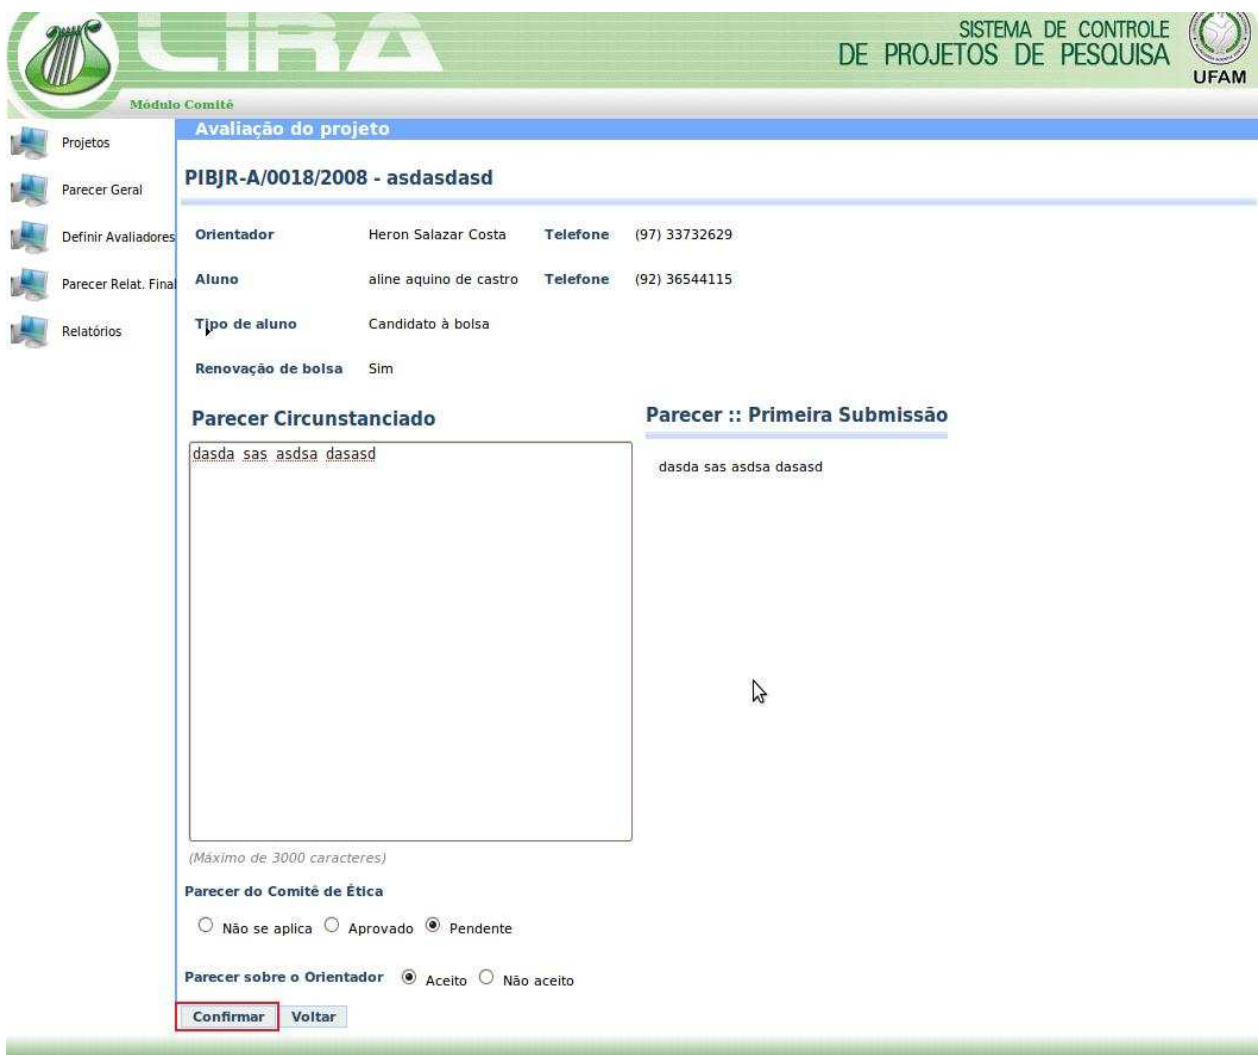 LIRA
SISTEMA DE CONTROLE
DE PROJETOS DE PESQUISA
UFAM
Módulo Comitê
Projetos
Parecer Geral
Definir Avaliadores
Parecer Relat. Final
Relatórios
Avaliação do projeto
PIBJR-A/0018/2008 - asdasdasd
Orientador Heron Salazar Costa Telefone (97) 33732629
Aluno aline aquino de castro Telefone (92) 36544115
Tipo de aluno Candidato à bolsa
Renovação de bolsa Sim
Parecer Circunstanciado
dasda sas asdsa dasasd
(Máximo de 3000 caracteres)
Parecer :: Primeira Submissão
dasda sas asdsa dasasd
Parecer do Comitê de Ética
Não se aplica Aprovado Pendente
Parecer sobre o Orientador Aceito Não aceito
Confirmar Voltar